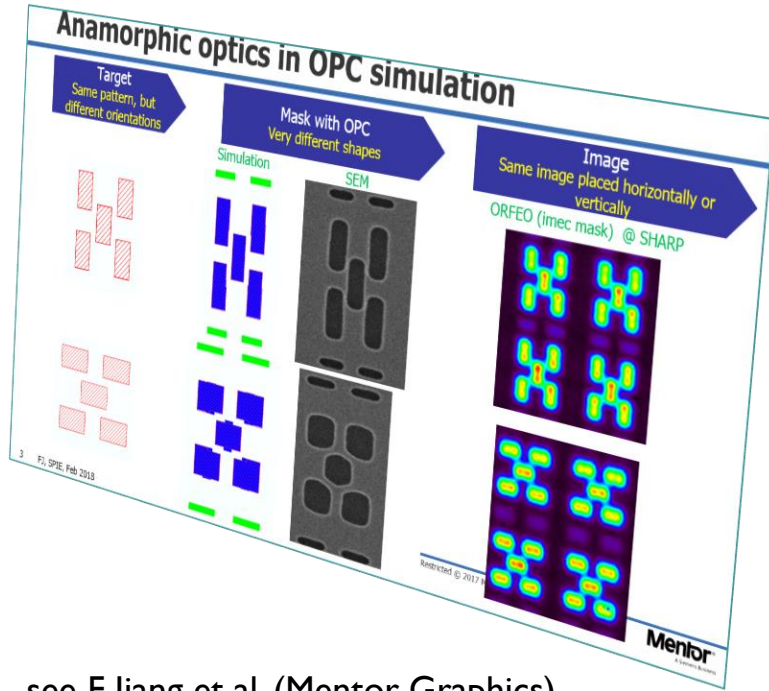 Anamorphic optics in OPC simulation
Target
Same pattern, but
different orientations
Mask with OPC
Very different shapes
Image
Same image placed horizontally or
vertically
Simulation
SEM
ORFEO (imec mask) @ SHARP
3 FJ, SPIE, Feb 2018
Restricted © 2017
Mentor
A Siemens Business
see F.Jiang et al. (Mentor Graphics)